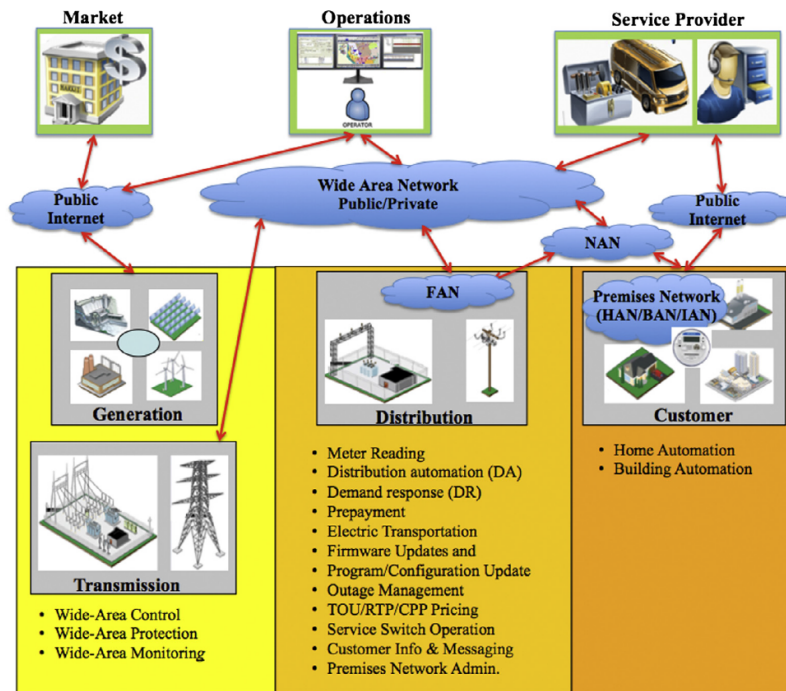 Market
Operations
Service Provider
OPERATOR
Public
Internet
Wide Area Network
Public/Private
Public
Internet
NAN
FAN
Premises Network
(HAN/BAN/IAN)
Generation
Distribution
Customer
Transmission
• Wide-Area Control
• Wide-Area Protection
• Wide-Area Monitoring
• Meter Reading
• Distribution automation (DA)
• Demand response (DR)
• Prepayment
• Electric Transportation
• Firmware Updates and
• Program/Configuration Update
• Outage Management
• TOU/RTP/CPP Pricing
• Service Switch Operation
• Customer Info & Messaging
• Premises Network Admin.
• Home Automation
• Building Automation